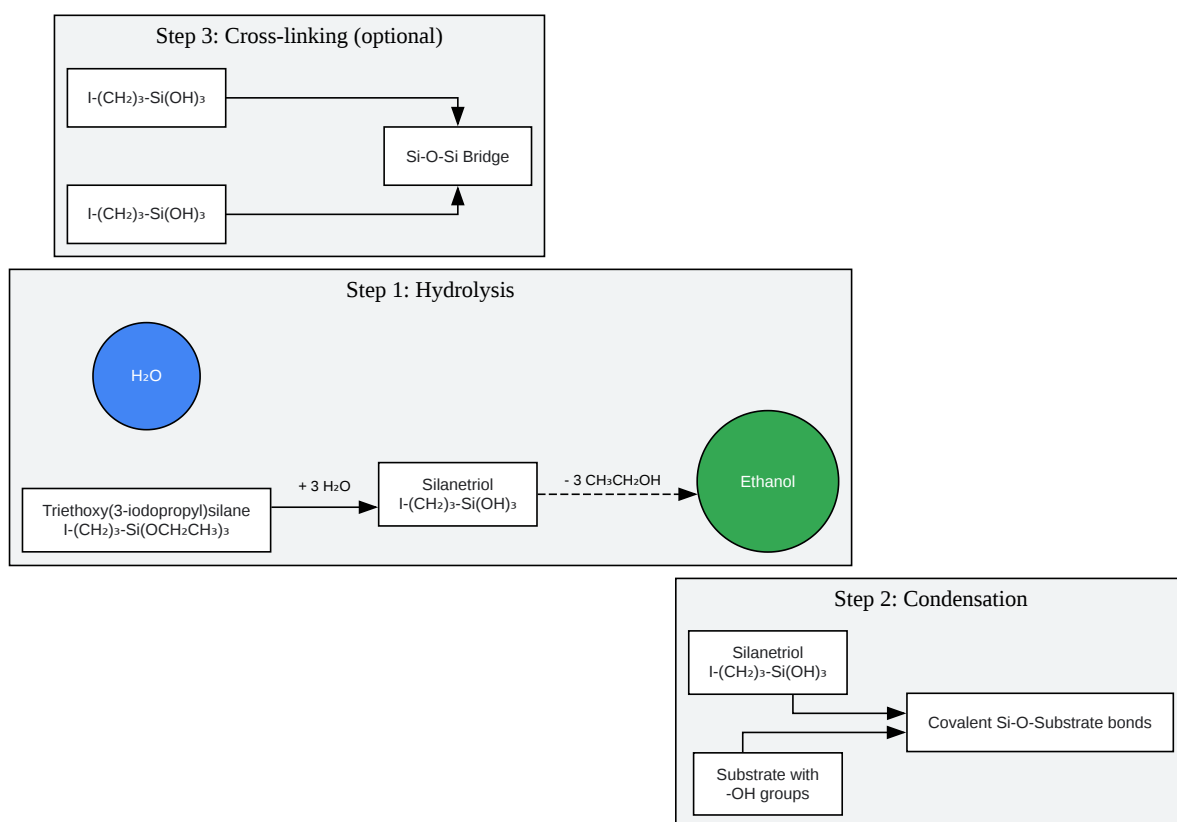 Step 3: Cross-linking (optional)
I-(CH₂)₃-Si(OH)₃
Si-O-Si Bridge
I-(CH₂)₃-Si(OH)₃
Step 1: Hydrolysis
H₂O
Triethoxy(3-iodopropyl)silane
I-(CH₂)₃-Si(OCH₂CH₃)₃
+ 3 H₂O
Silanetriol
I-(CH₂)₃-Si(OH)₃
- 3 CH₃CH₂OH
Ethanol
Step 2: Condensation
Silanetriol
I-(CH₂)₃-Si(OH)₃
Covalent Si-O-Substrate bonds
Substrate with
-OH groups